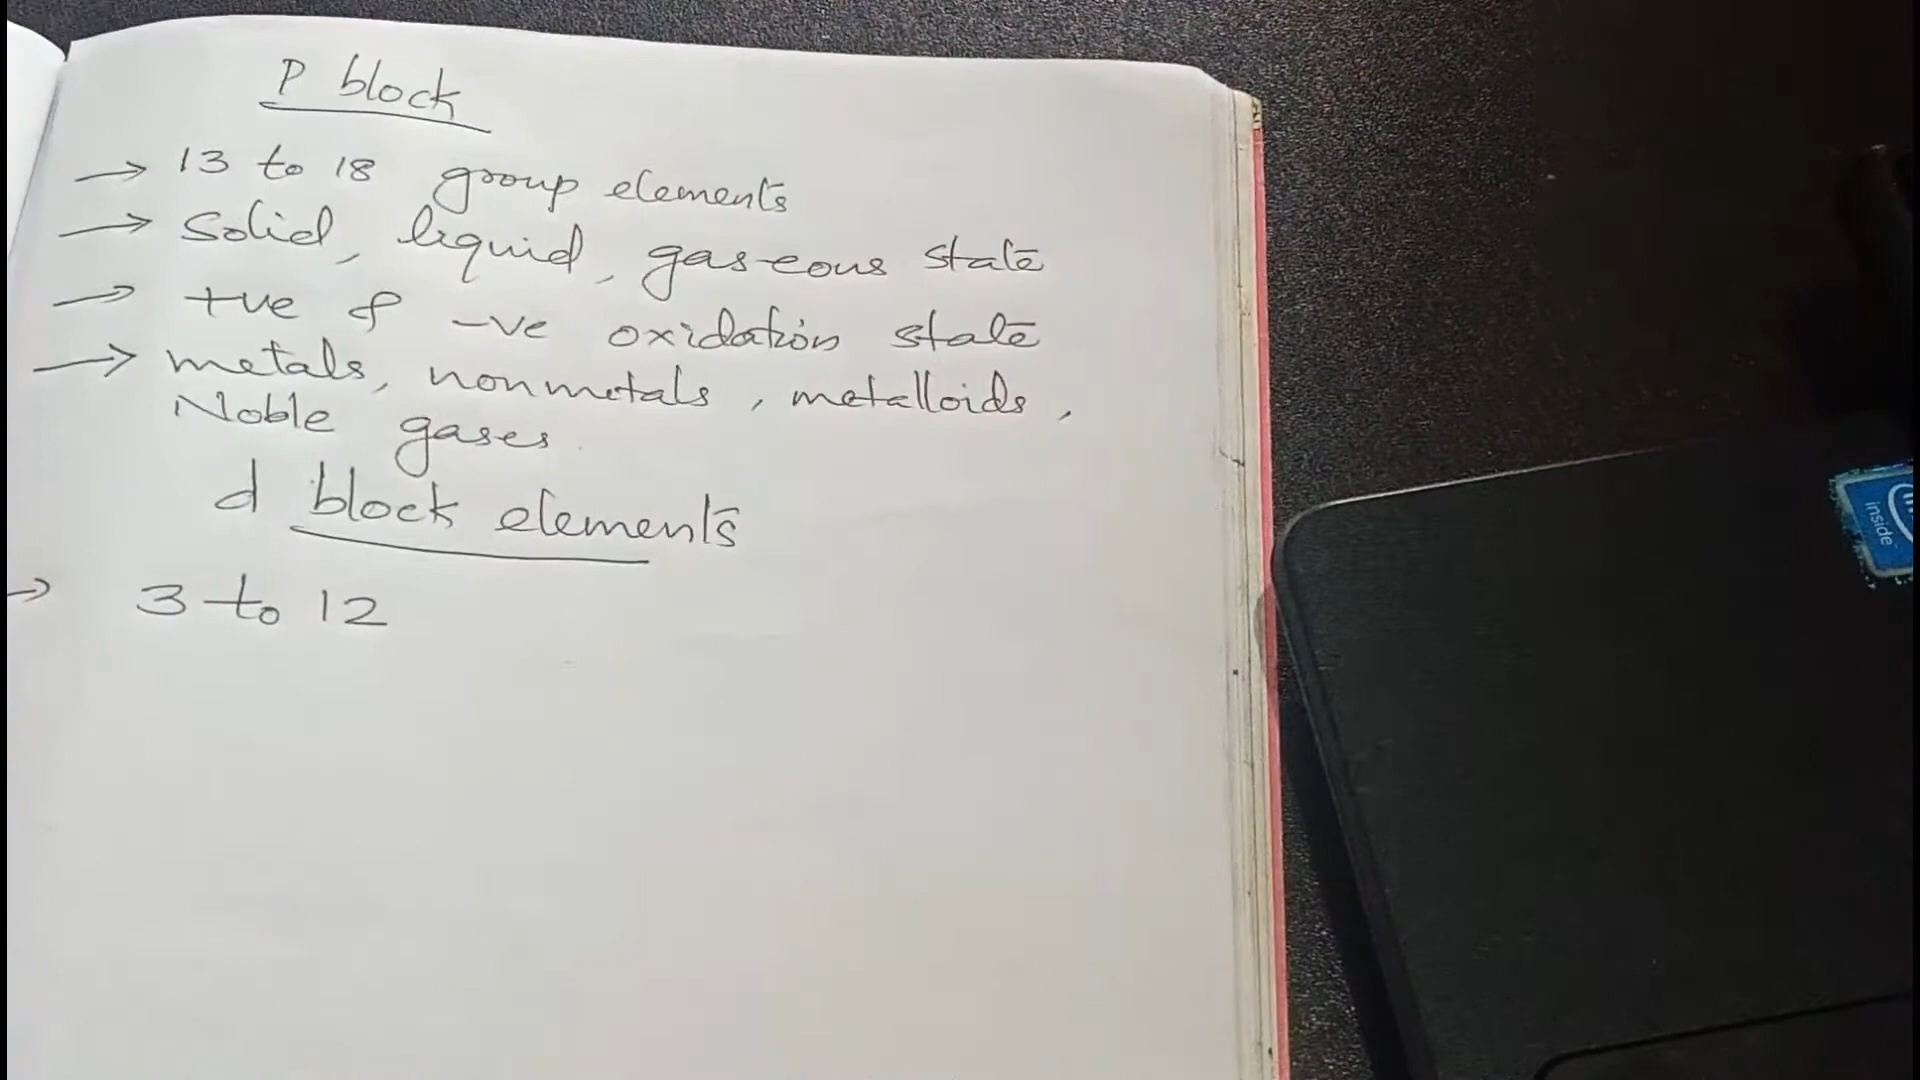 P block
→ 13 to 18 group elements
→ solid, liquid, gaseous state
→ +ve & -ve oxidation state
→ metals, nonmetals, metalloids,
Noble gases.
d block elements
→ 3 to 12
inside